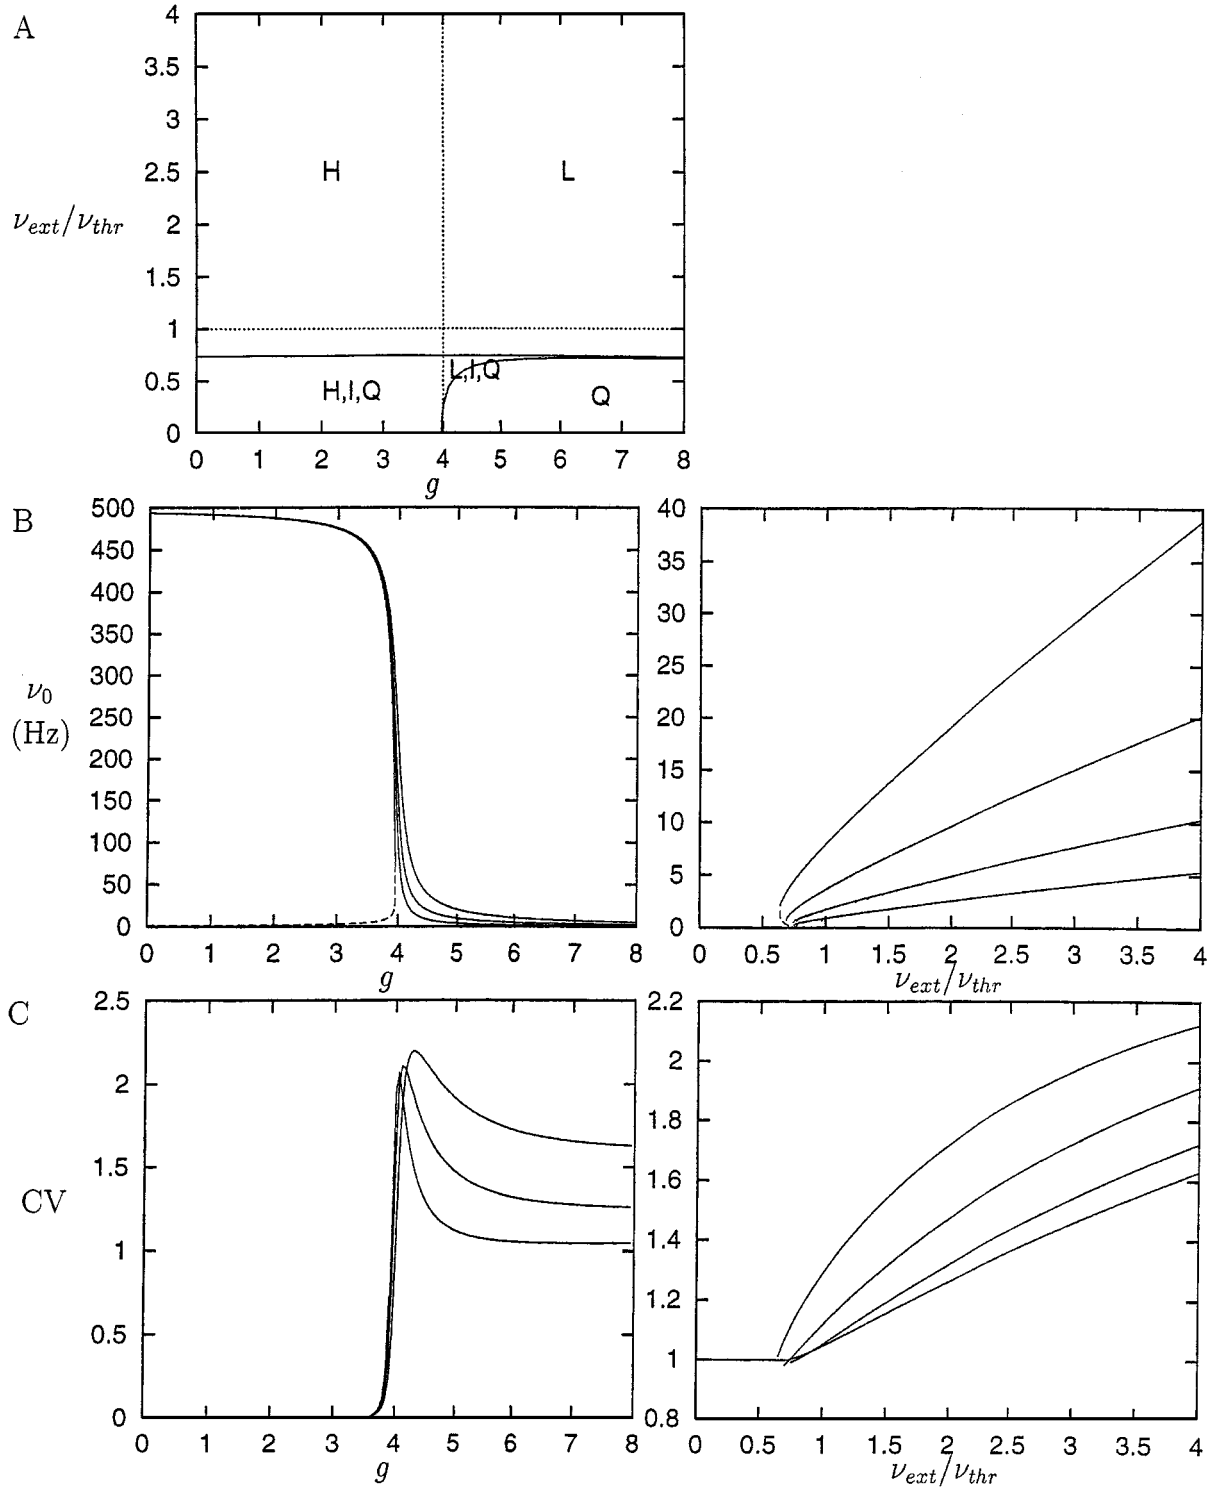 A
4
3.5
3
2.5
2
1.5
1
0.5
0
ν_ext/ν_thr
H
L
H,I,Q
L,I,Q
Q
0 1 2 3 4 5 6 7 8
g
B
500
450
400
350
300
250
200
150
100
50
0
ν_0
(Hz)
0 1 2 3 4 5 6 7 8
g
40
35
30
25
20
15
10
5
0
0 0.5 1 1.5 2 2.5 3 3.5 4
ν_ext/ν_thr
C
2.5
2
1.5
1
0.5
0
CV
0 1 2 3 4 5 6 7 8
g
2.2
2
1.8
1.6
1.4
1.2
1
0.8
0 0.5 1 1.5 2 2.5 3 3.5 4
ν_ext/ν_thr